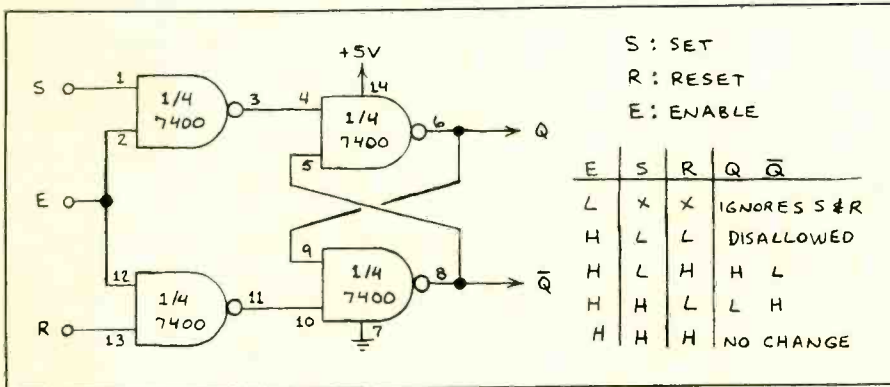 +5V
S : SET
R : RESET
E : ENABLE
S
1
2
1/4
7400
3
4
5
14
1/4
7400
6
Q
E
9
10
1/4
7400
8
Q̅
7
12
13
1/4
7400
11
R
E S R Q Q̅
L X X IGNORES S & R
H L L DISALLOWED
H L H H L
H H L L H
H H H NO CHANGE